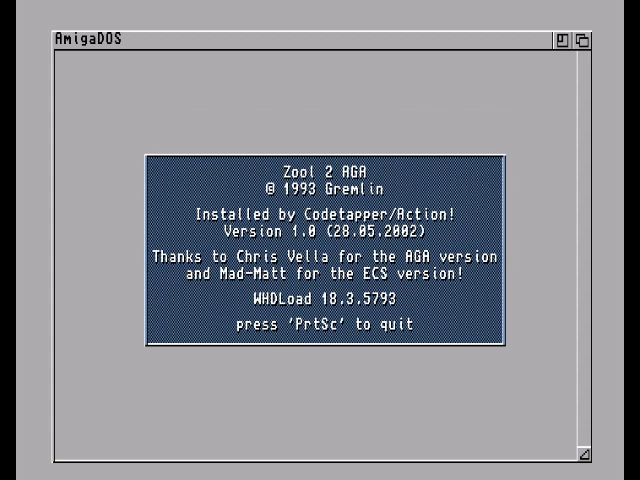 AmigaDOS
Zool 2 AGA
© 1993 Gremlin
Installed by Codetapper/Action!
Version 1.0 (28.05.2002)
Thanks to Chris Vella for the AGA version
and Mad-Matt for the ECS version!
WHDLoad 18.3.5793
press 'PrtSc' to quit